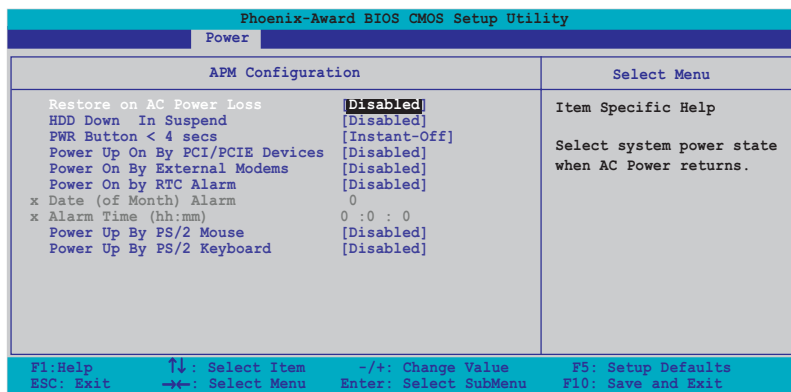 Phoenix-Award BIOS CMOS Setup Utility
Power
APM Configuration
Select Menu
Restore on AC Power Loss [Disabled]
HDD Down In Suspend [Disabled]
PWR Button < 4 secs [Instant-Off]
Power Up On By PCI/PCIE Devices [Disabled]
Power On By External Modems [Disabled]
Power On by RTC Alarm [Disabled]
x Date (of Month) Alarm 0
x Alarm Time (hh:mm) 0 :0 : 0
Power Up By PS/2 Mouse [Disabled]
Power Up By PS/2 Keyboard [Disabled]
Item Specific Help
Select system power state
when AC Power returns.
F1:Help ↑↓: Select Item -/+: Change Value F5: Setup Defaults
ESC: Exit →←: Select Menu Enter: Select SubMenu F10: Save and Exit